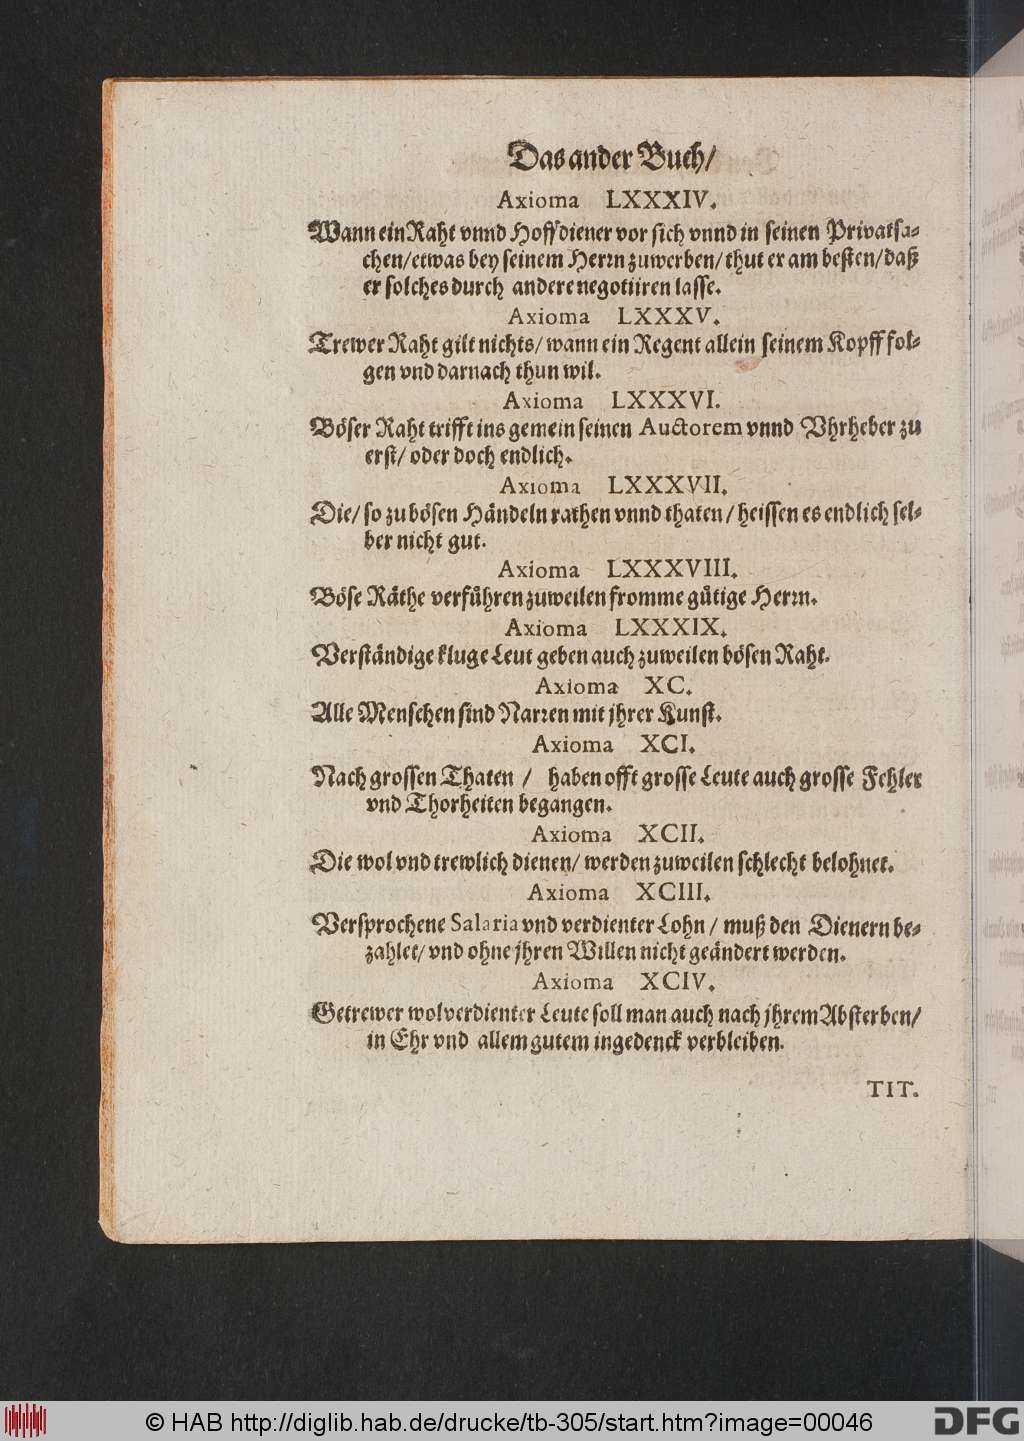 Das ander Buch/
Axioma LXXXIV.
Wann ein Raht vnnd Hoffdiener vor sich vnnd in seinen Privatsa-
chen/etwas bey seinem Herrn zuwerben/thut er am besten/daß
er solches durch andere negotiiren lasse.
Axioma LXXXV.
Trewer Raht gilt nichts/wann ein Regent allein seinem Kopff fol-
gen vnd darnach thun wil.
Axioma LXXXVI.
Böser Raht trifft ins gemein seinen Auctorem vnnd Vhrheber zu
erst/ oder doch endlich.
Axioma LXXXVII.
Die/ so zu bösen Händeln rathen vnnd thaten/ heissen es endlich sel-
ber nicht gut.
Axioma LXXXVIII.
Böse Räthe verführen zuweilen fromme gütige Herrn.
Axioma LXXXIX.
Verständige kluge Leut geben auch zuweilen bösen Raht.
Axioma XC.
Alle Menschen sind Narren mit jhrer Kunst.
Axioma XCI.
Nach grossen Thaten / haben offt grosse Leute auch grosse Fehler
vnd Thorheiten begangen.
Axioma XCII.
Die wol vnd trewlich dienen/ werden zuweilen schlecht belohnet.
Axioma XCIII.
Versprochene Salaria vnd verdienter Lohn / muß den Dienern be-
zahlet/ vnd ohne jhren Willen nicht geändert werden.
Axioma XCIV.
Getrewer wolverdienter Leute soll man auch nach jhrem Absterben/
in Ehr vnd allem gutem ingedenck verbleiben.
TIT.
© HAB http://diglib.hab.de/drucke/tb-305/start.htm?image=00046
DFG